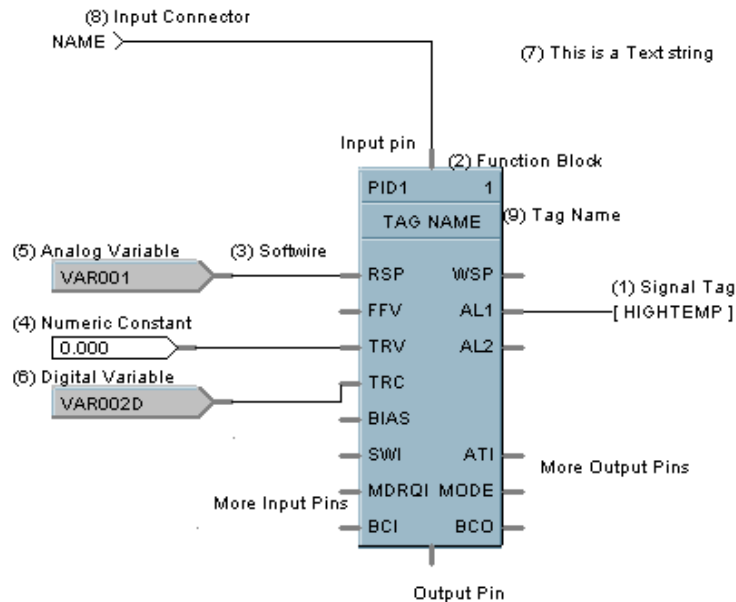 (8) Input Connector
NAME
(7) This is a Text string
Input pin
(2) Function Block
PID1 1
TAG NAME
(9) Tag Name
(5) Analog Variable
(3) Softwire
VAR001
RSP WSP
(1) Signal Tag
FFV AL1
[ HIGHTEMP ]
(4) Numeric Constant
0.000
TRV AL2
(6) Digital Variable
TRC
VAR002D
BIAS
SWI ATI
More Output Pins
MDRQI MODE
More Input Pins
BCI BCO
Output Pin